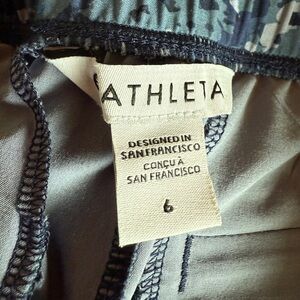 ATHLETA
DESIGNED IN
SAN FRANCISCO
CONÇU À
SAN FRANCISCO
6